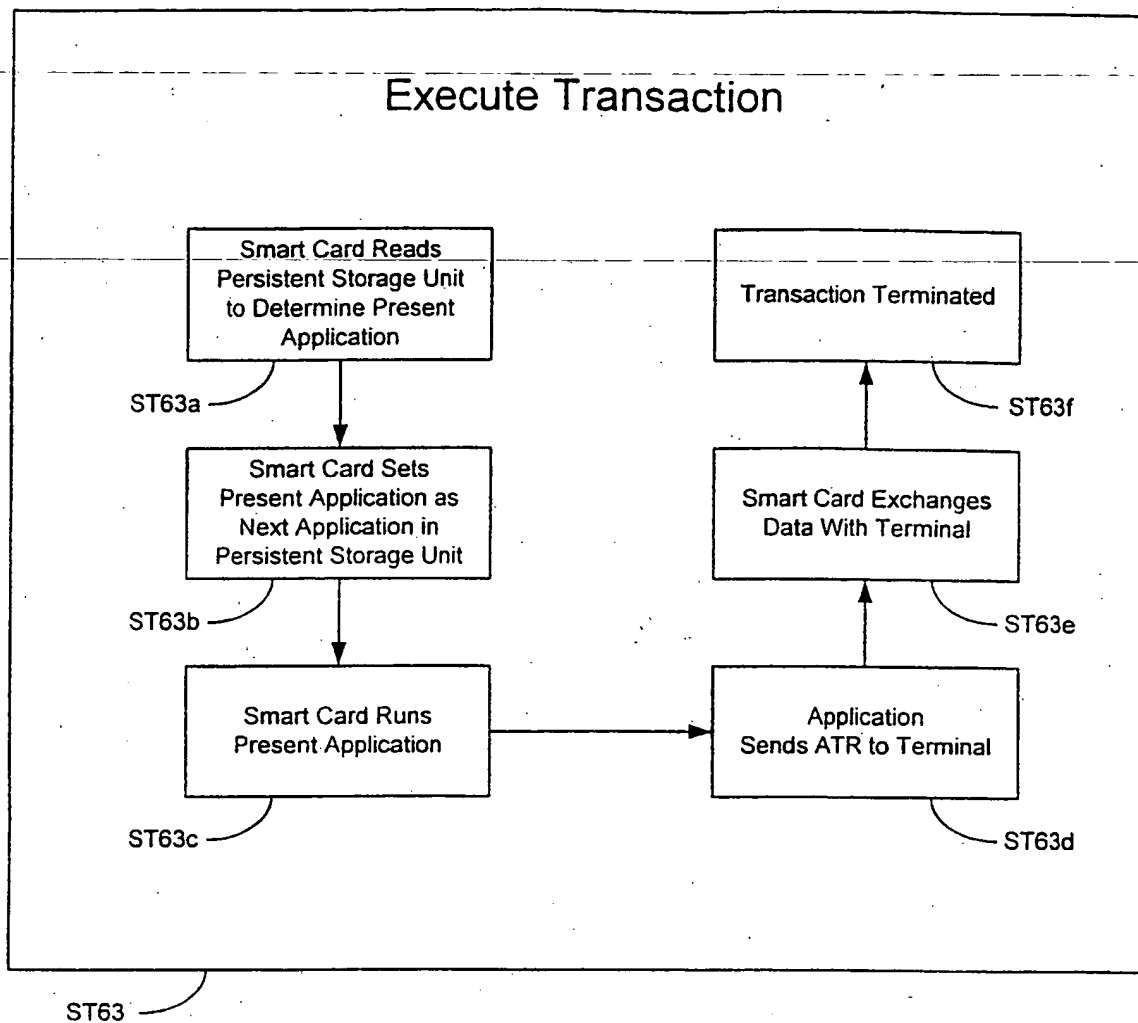 Execute Transaction
Smart Card Reads
Persistent Storage Unit
to Determine Present
Application
ST63a
Smart Card Sets
Present Application as
Next Application in
Persistent Storage Unit
ST63b
Smart Card Runs
Present Application
ST63c
Application
Sends ATR to Terminal
ST63d
Smart Card Exchanges
Data With Terminal
ST63e
Transaction Terminated
ST63f
ST63